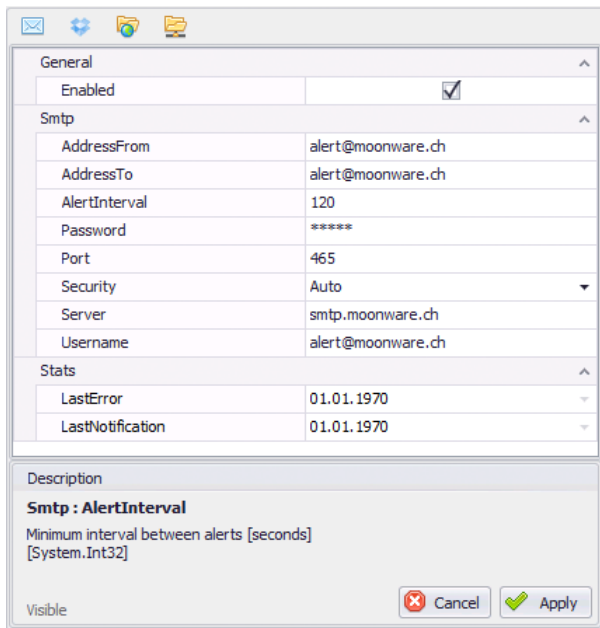 General
Enabled
Smtp
AddressFrom alert@moonware.ch
AddressTo alert@moonware.ch
AlertInterval 120
Password *****
Port 465
Security Auto
Server smtp.moonware.ch
Username alert@moonware.ch
Stats
LastError 01.01.1970
LastNotification 01.01.1970
Description
Smtp : AlertInterval
Minimum interval between alerts [seconds]
[System.Int32]
Visible Cancel Apply